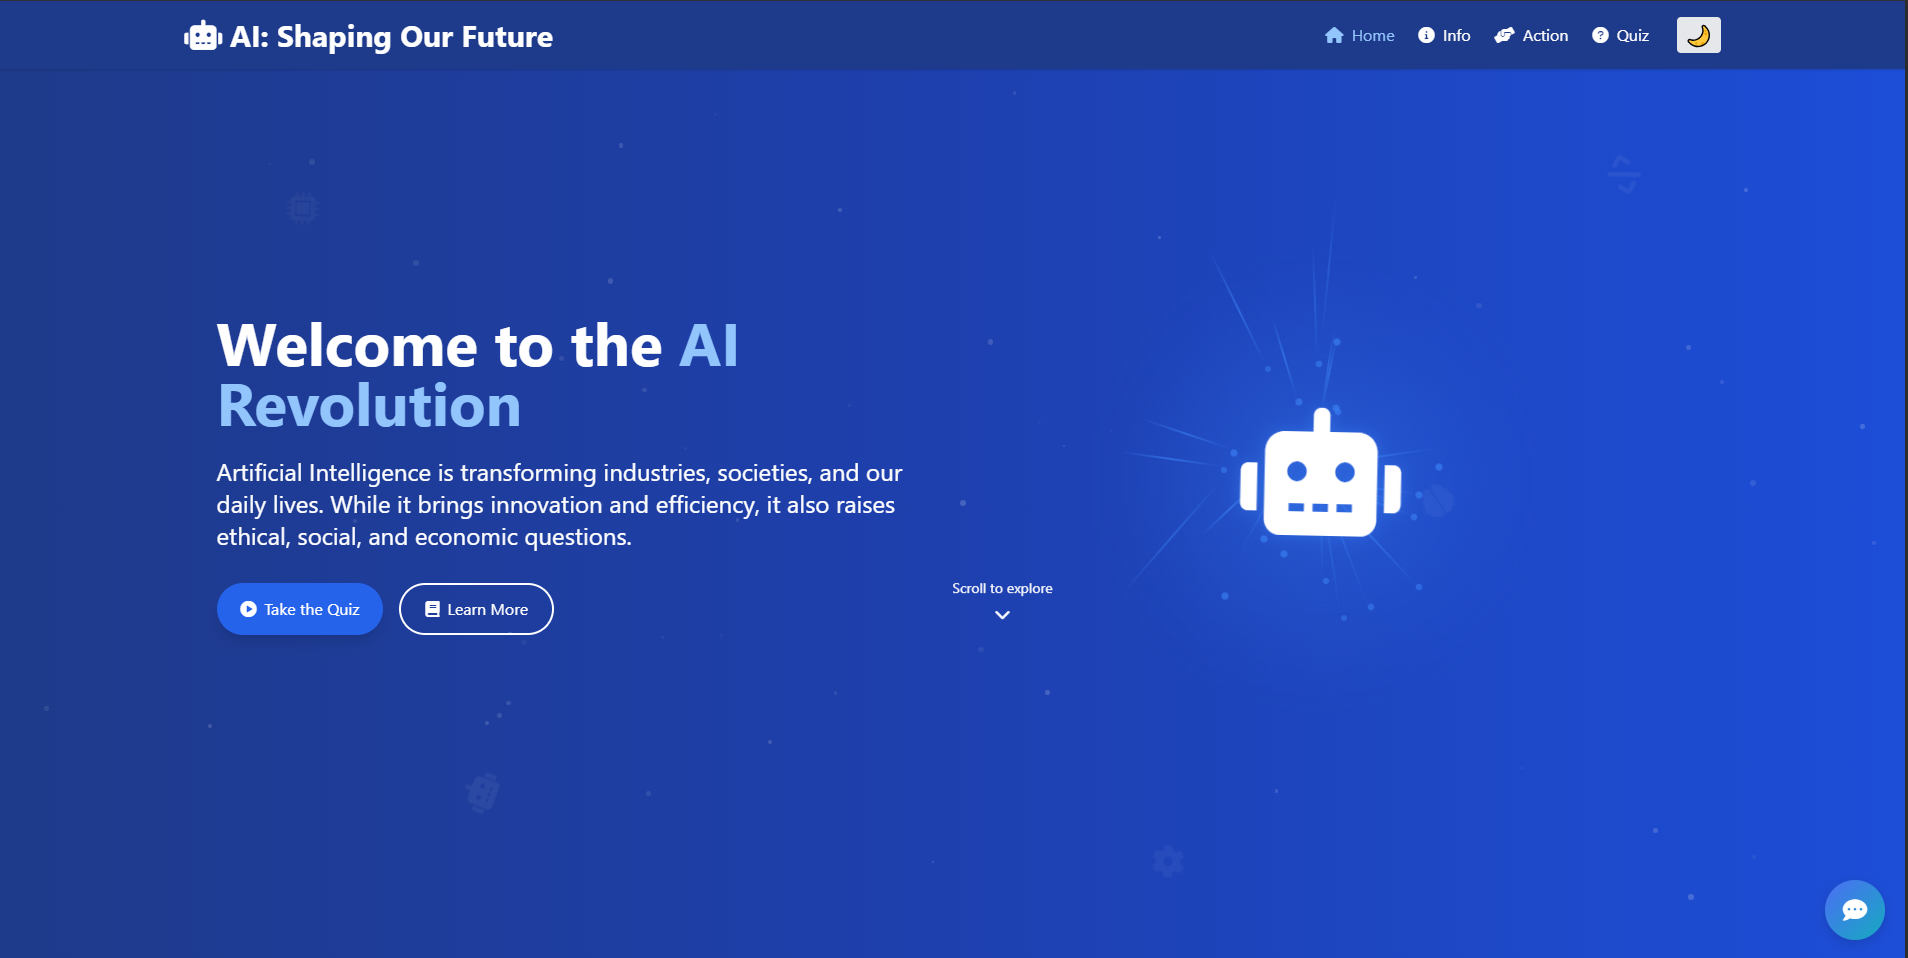 AI: Shaping Our Future
Home
Info
Action
Quiz
Welcome to the AI
Revolution
Artificial Intelligence is transforming industries, societies, and our
daily lives. While it brings innovation and efficiency, it also raises
ethical, social, and economic questions.
Take the Quiz
Learn More
Scroll to explore